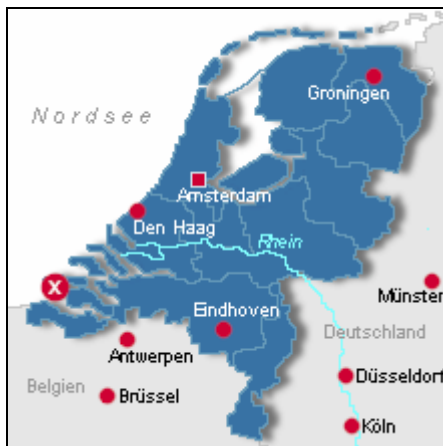 Groningen
Nordsee
Amsterdam
Den Haag
Rhein
X
Münster
Eindhoven
Deutschland
Antwerpen
Düsseldorf
Belgien
Brüssel
Köln